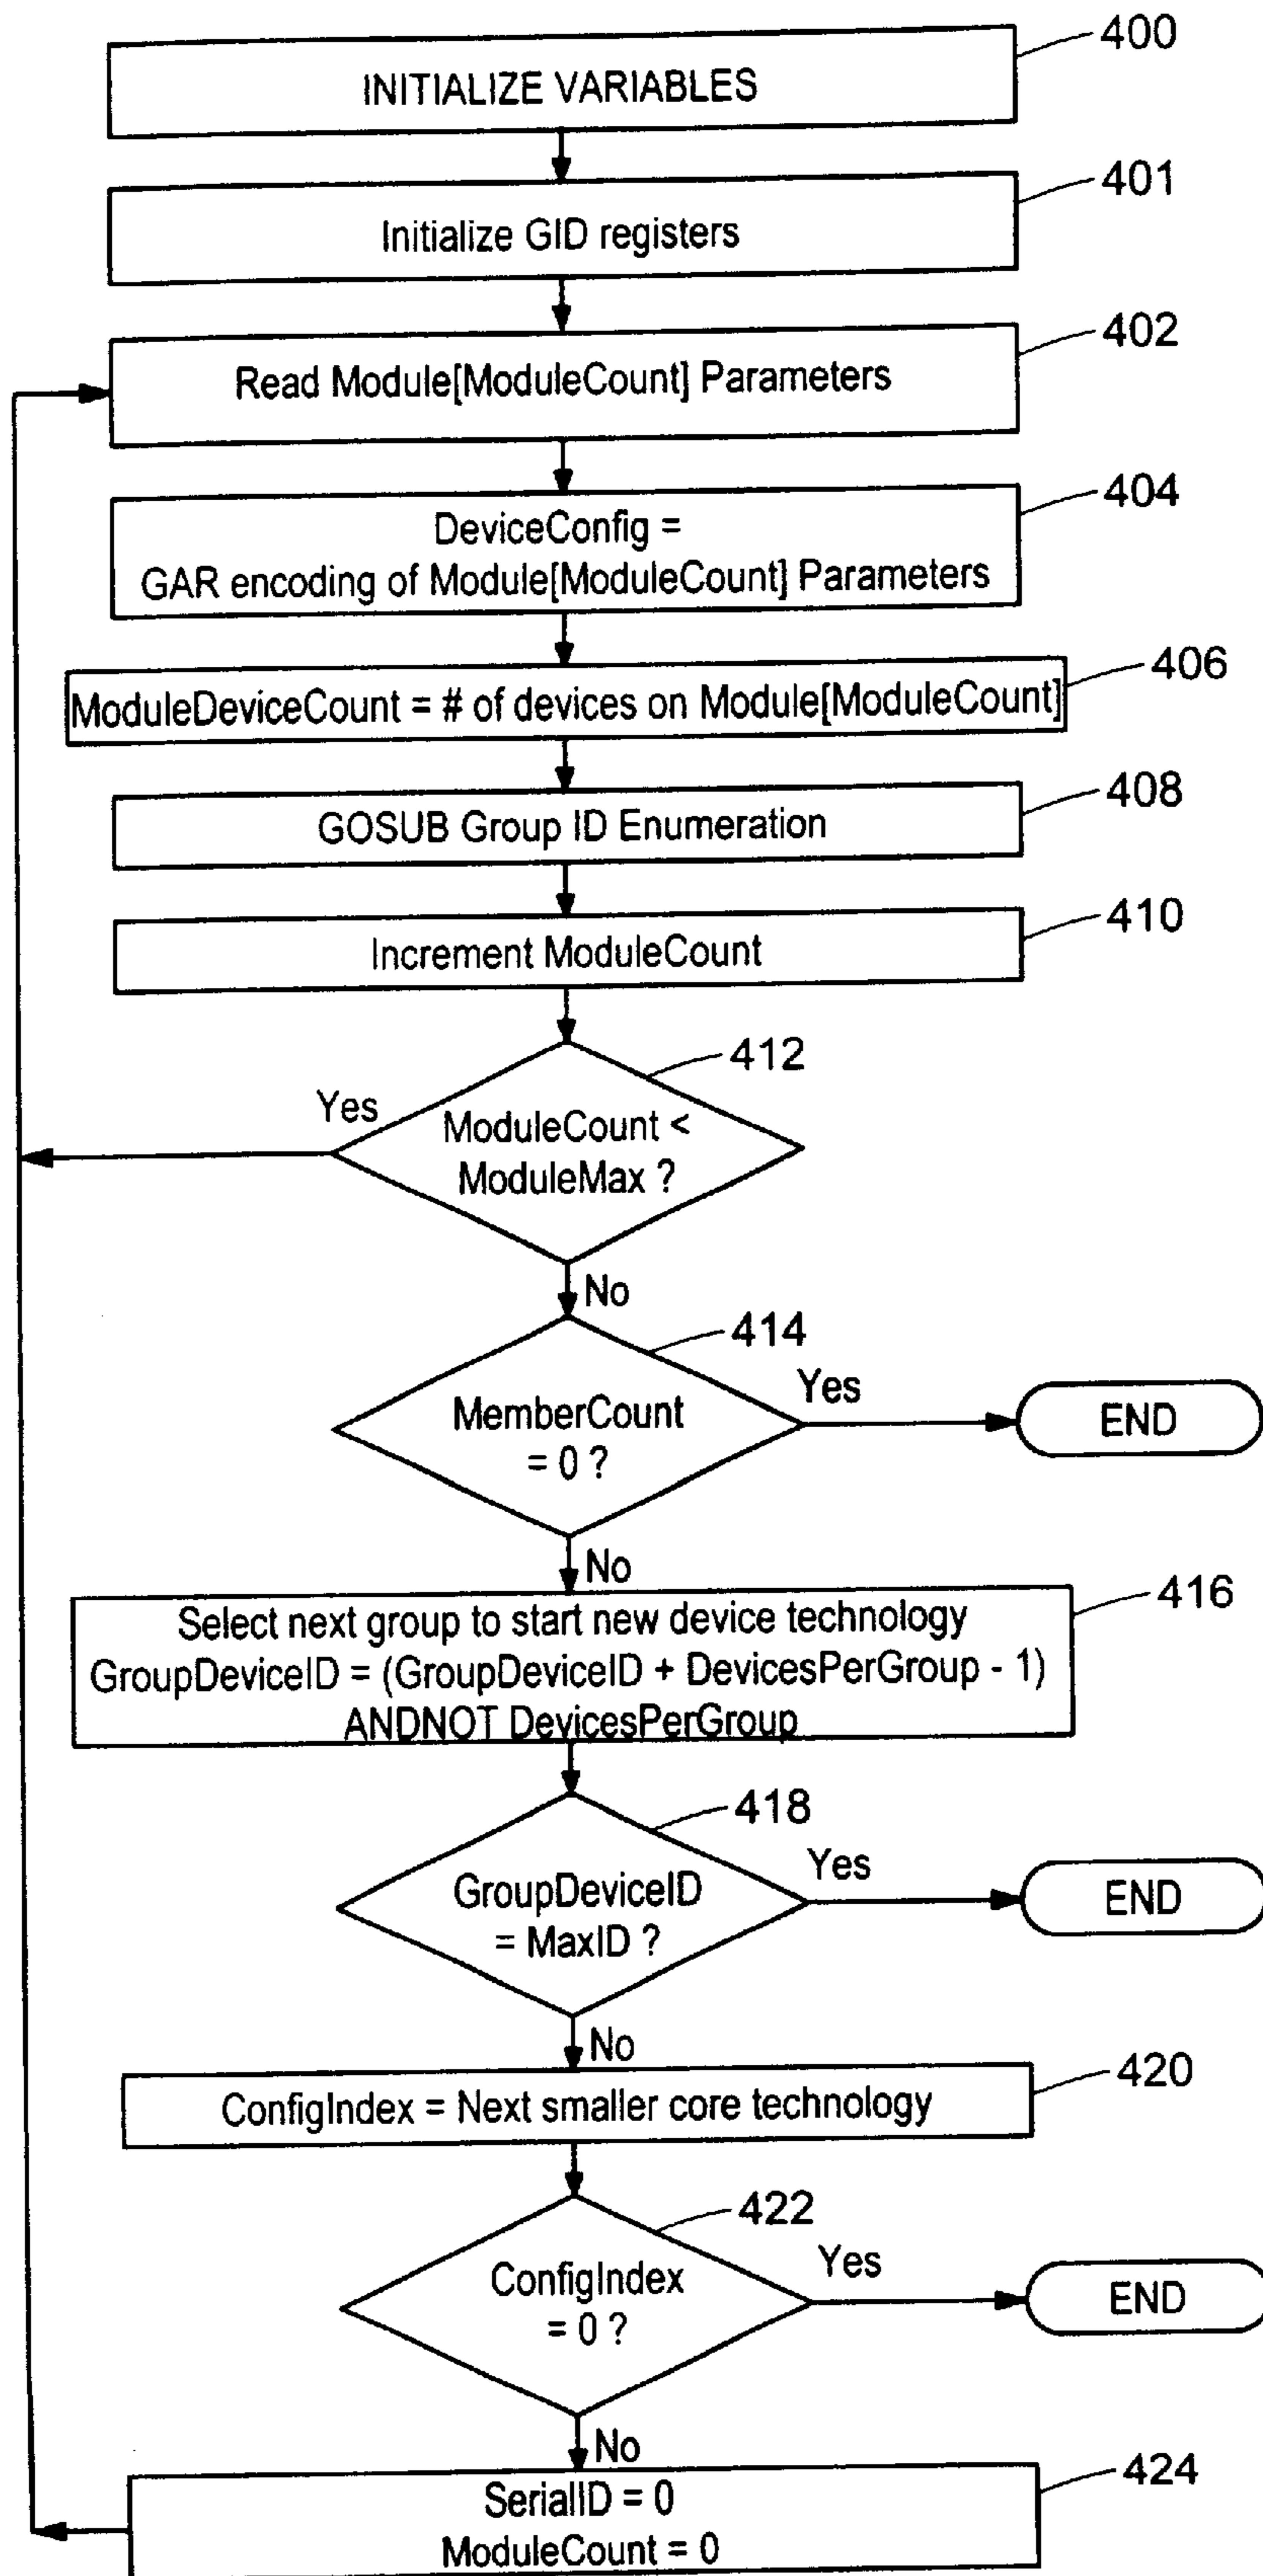 INITIALIZE VARIABLES
400
Initialize GID registers
401
Read Module[ModuleCount] Parameters
402
DeviceConfig =
GAR encoding of Module[ModuleCount] Parameters
404
ModuleDeviceCount = # of devices on Module[ModuleCount]
406
GOSUB Group ID Enumeration
408
Increment ModuleCount
410
412
Yes
ModuleCount <
ModuleMax ?
No
414
MemberCount
= 0 ?
Yes
END
No
Select next group to start new device technology
GroupDeviceID = (GroupDeviceID + DevicesPerGroup - 1)
ANDNOT DevicesPerGroup
416
418
GroupDeviceID
= MaxID ?
Yes
END
No
ConfigIndex = Next smaller core technology
420
422
ConfigIndex
= 0 ?
Yes
END
No
SerialID = 0
ModuleCount = 0
424